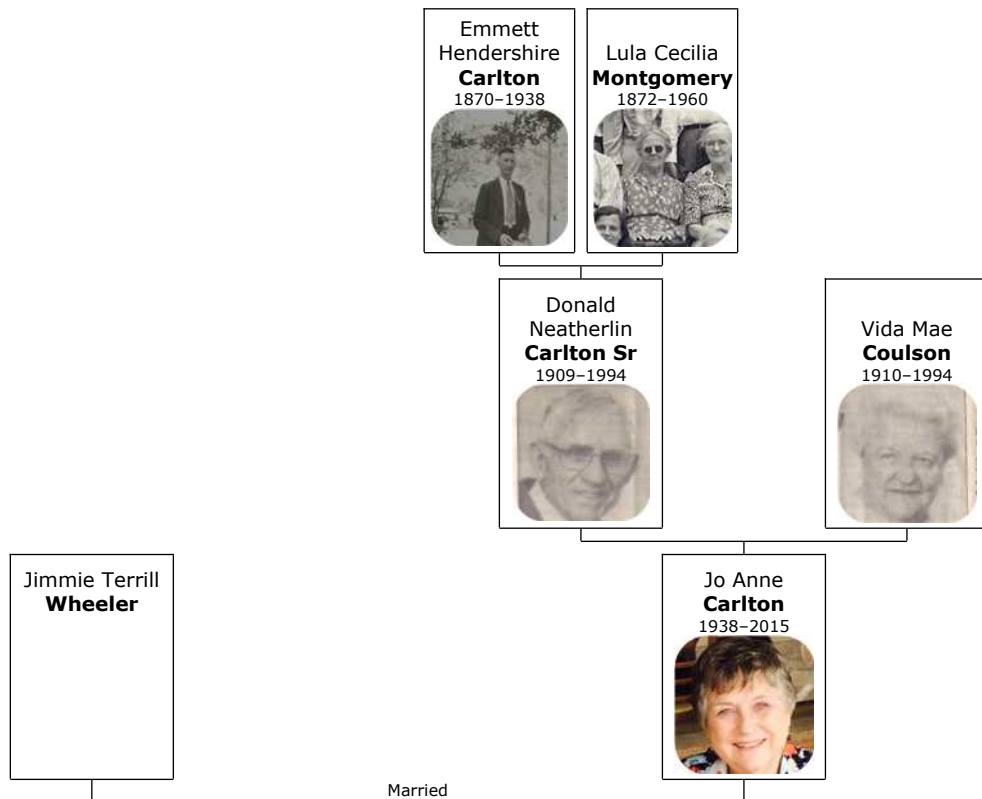 Emmett
Hendershire
Carlton
1870–1938
Lula Cecilia
Montgomery
1872–1960
Donald
Neatherlin
Carlton Sr
1909–1994
Vida Mae
Coulson
1910–1994
Jimmie Terrill
Wheeler
Jo Anne
Carlton
1938–2015
Married